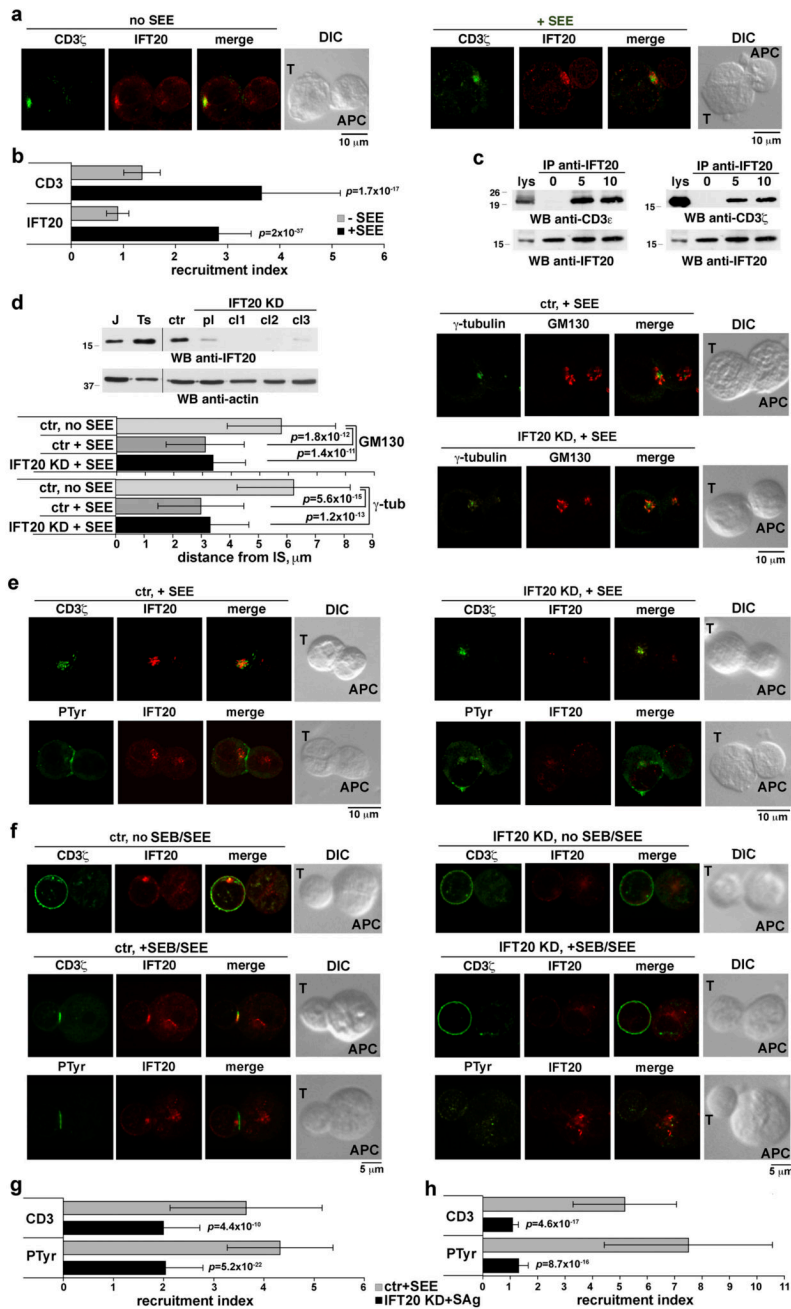 a
no SEE
CD3ζ IFT20 merge DIC
T
APC
10 μm
+ SEE
CD3ζ IFT20 merge DIC
APC
T
10 μm
b
CD3
p=1.7x10-17
IFT20
p=2x10-37
- SEE
+SEE
0 1 2 3 4 5
recruitment index
c
IP anti-IFT20
lys 0 5 10
26
19
WB anti-CD3ε
15
WB anti-IFT20
IP anti-IFT20
lys 0 5 10
15
WB anti-CD3ζ
15
WB anti-IFT20
d
IFT20 KD
J Ts ctr pl cl1 cl2 cl3
15
WB anti-IFT20
37
WB anti-actin
ctr, no SEE
ctr + SEE
IFT20 KD + SEE
p=1.8x10-12
p=1.4x10-11
GM130
ctr, no SEE
ctr + SEE
IFT20 KD + SEE
p=5.6x10-15
p=1.2x10-13
γ-tub
0 1 2 3 4 5 6 7 8 9
distance from IS, μm
ctr, + SEE
γ-tubulin GM130 merge DIC
T
APC
IFT20 KD, + SEE
γ-tubulin GM130 merge DIC
T
APC
10 μm
e
ctr, + SEE
CD3ζ IFT20 merge DIC
T
APC
PTyr IFT20 merge
T
APC
10 μm
IFT20 KD, + SEE
CD3ζ IFT20 merge DIC
T
APC
PTyr IFT20 merge
T
APC
10 μm
f
ctr, no SEB/SEE
CD3ζ IFT20 merge DIC
T
APC
ctr, +SEB/SEE
CD3ζ IFT20 merge DIC
T
APC
PTyr IFT20 merge
T
APC
5 μm
IFT20 KD, no SEB/SEE
CD3ζ IFT20 merge DIC
T
APC
IFT20 KD, +SEB/SEE
CD3ζ IFT20 merge DIC
T
APC
PTyr IFT20 merge
T
APC
5 μm
g
CD3
p=4.4x10-10
PTyr
p=5.2x10-22
0 1 2 3 4 5 6
recruitment index
ctr+SEE
IFT20 KD+SAg
h
CD3
p=4.6x10-17
PTyr
p=8.7x10-16
0 1 2 3 4 5 6 7 8 9 10 11
recruitment index